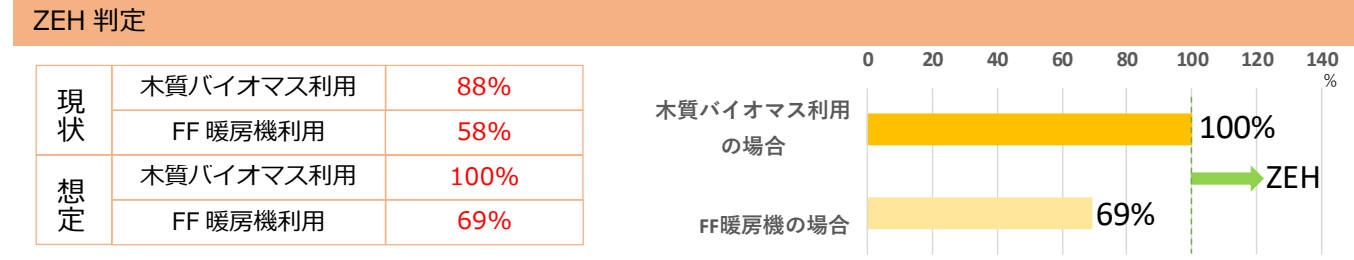 ZEH 判定
現状
木質バイオマス利用 88%
FF 暖房機利用 58%
想定
木質バイオマス利用 100%
FF 暖房機利用 69%
0 20 40 60 80 100 120 140
%
木質バイオマス利用
の場合
100%
ZEH
FF暖房機の場合
69%